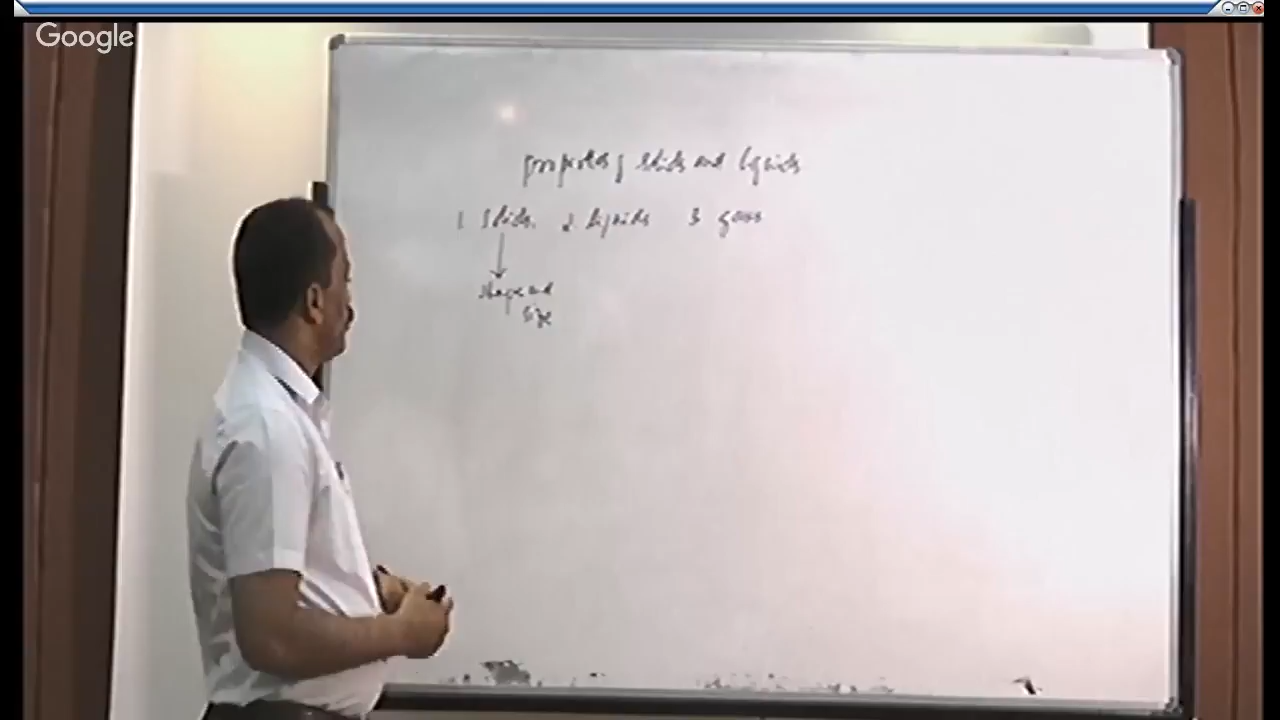 Google
properties of solids and liquids
1 Solids. 2 liquids 3 gases
shape and
size